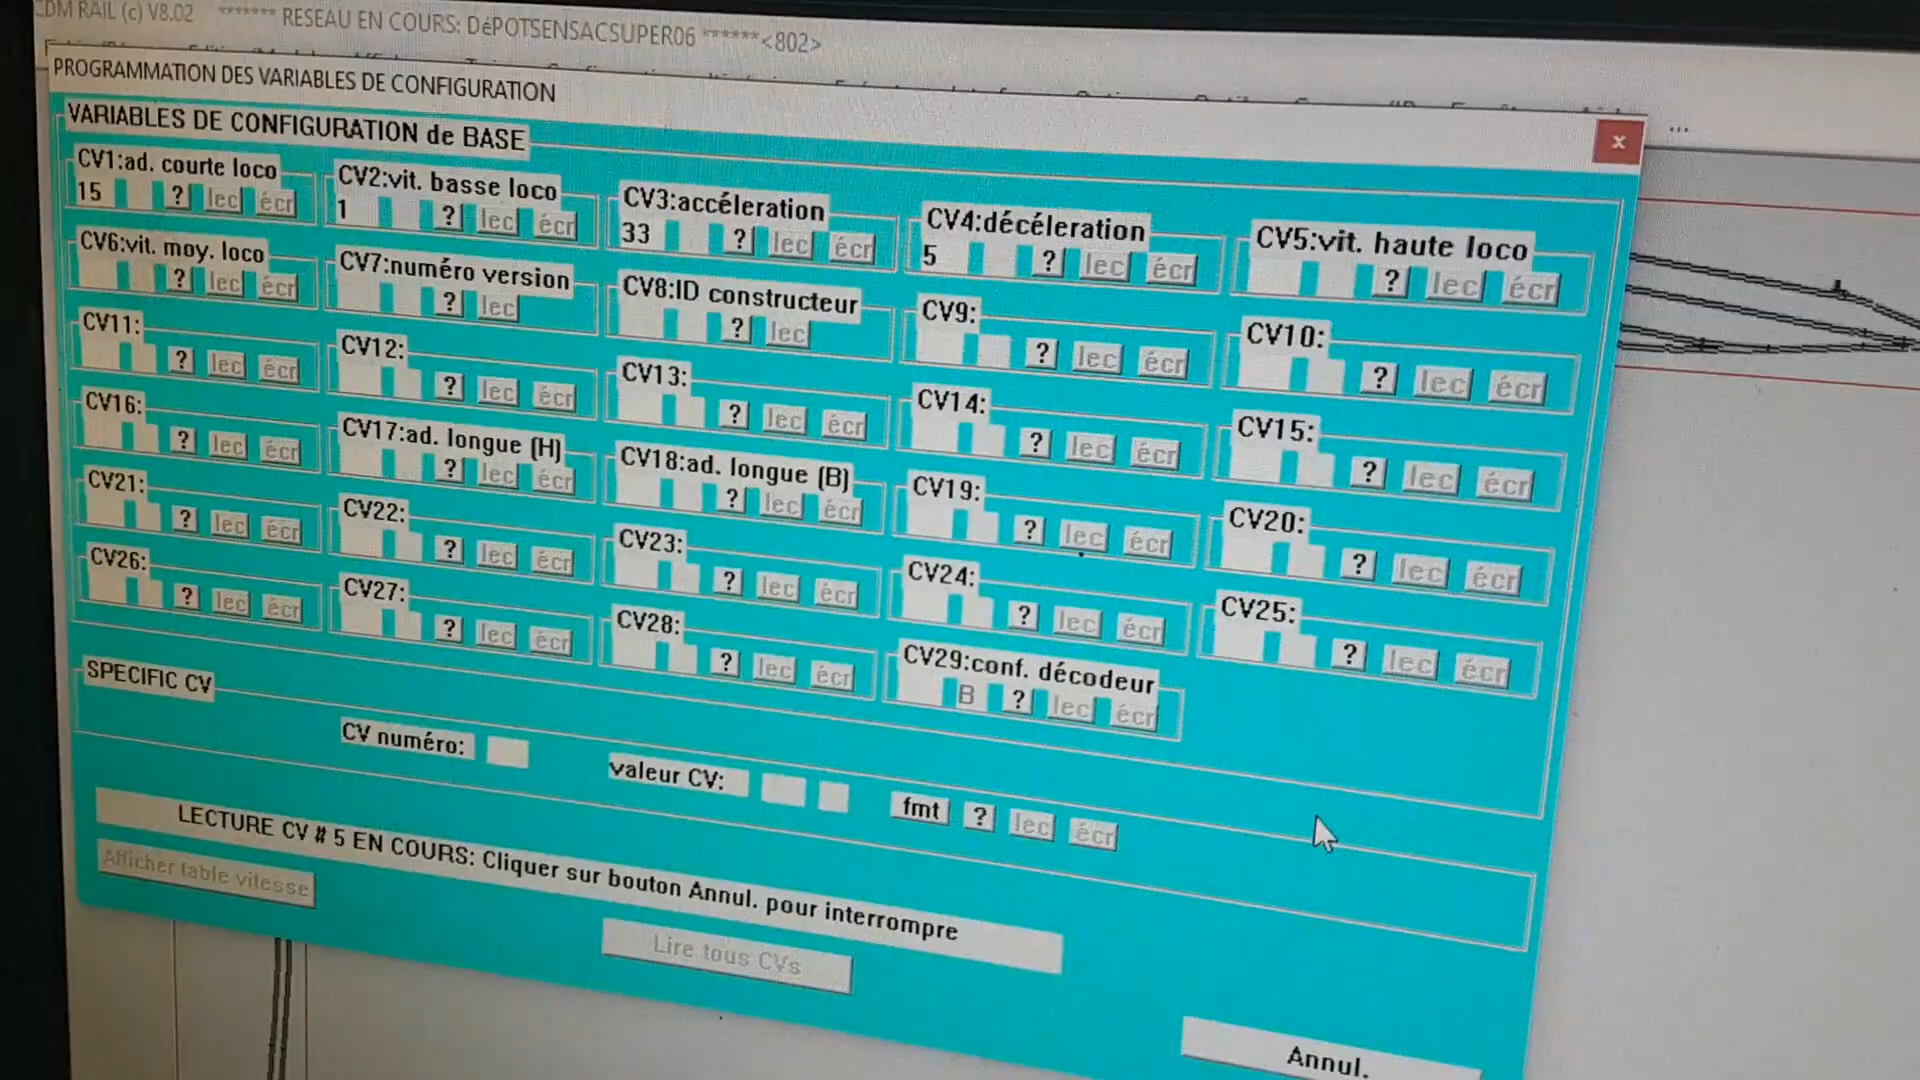 CDM RAIL (c) V8.02 ******* RESEAU EN COURS: DéPOTSENSACSUPER06 ******<802>
PROGRAMMATION DES VARIABLES DE CONFIGURATION
x
VARIABLES DE CONFIGURATION de BASE
CV1:ad. courte loco
15 ? lec écr
CV2:vit. basse loco
1 ? lec écr
CV3:accéleration
33 ? lec écr
CV4:décéleration
5 ? lec écr
CV5:vit. haute loco
? lec écr
CV6:vit. moy. loco
? lec écr
CV7:numéro version
? lec
CV8:ID constructeur
? lec
CV9:
? lec écr
CV10:
? lec écr
CV11:
? lec écr
CV12:
? lec écr
CV13:
? lec écr
CV14:
? lec écr
CV15:
? lec écr
CV16:
? lec écr
CV17:ad. longue (H)
? lec écr
CV18:ad. longue (B)
? lec écr
CV19:
? lec écr
CV20:
? lec écr
CV21:
? lec écr
CV22:
? lec écr
CV23:
? lec écr
CV24:
? lec écr
CV25:
? lec écr
CV26:
? lec écr
CV27:
? lec écr
CV28:
? lec écr
CV29:conf. décodeur
B ? lec écr
SPECIFIC CV
CV numéro: valeur CV: fmt ? lec écr
LECTURE CV # 5 EN COURS: Cliquer sur bouton Annul. pour interrompre
Afficher table vitesse
Lire tous CVs
Annul.